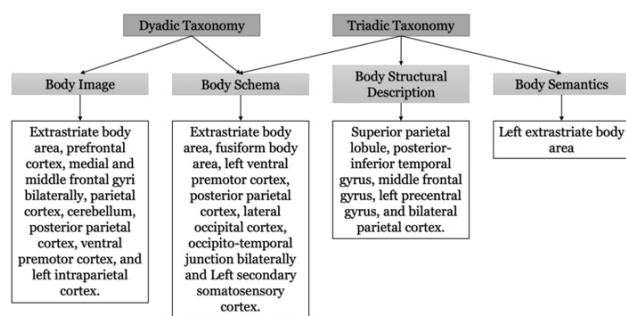 Dyadic Taxonomy
Triadic Taxonomy
Body Image
Body Schema
Body Structural
Description
Body Semantics
Extrastriate body
area, prefrontal
cortex, medial and
middle frontal gyri
bilaterally, parietal
cortex, cerebellum,
posterior parietal
cortex, ventral
premotor cortex, and
left intraparietal
cortex.
Extrastriate body
area, fusiform body
area, left ventral
premotor cortex,
posterior parietal
cortex, lateral
occipital cortex,
occipito-temporal
junction bilaterally
and Left secondary
somatosensory
cortex.
Superior parietal
lobule, posterior-
inferior temporal
gyrus, middle frontal
gyrus, left precentral
gyrus, and bilateral
parietal cortex.
Left extrastriate body
area